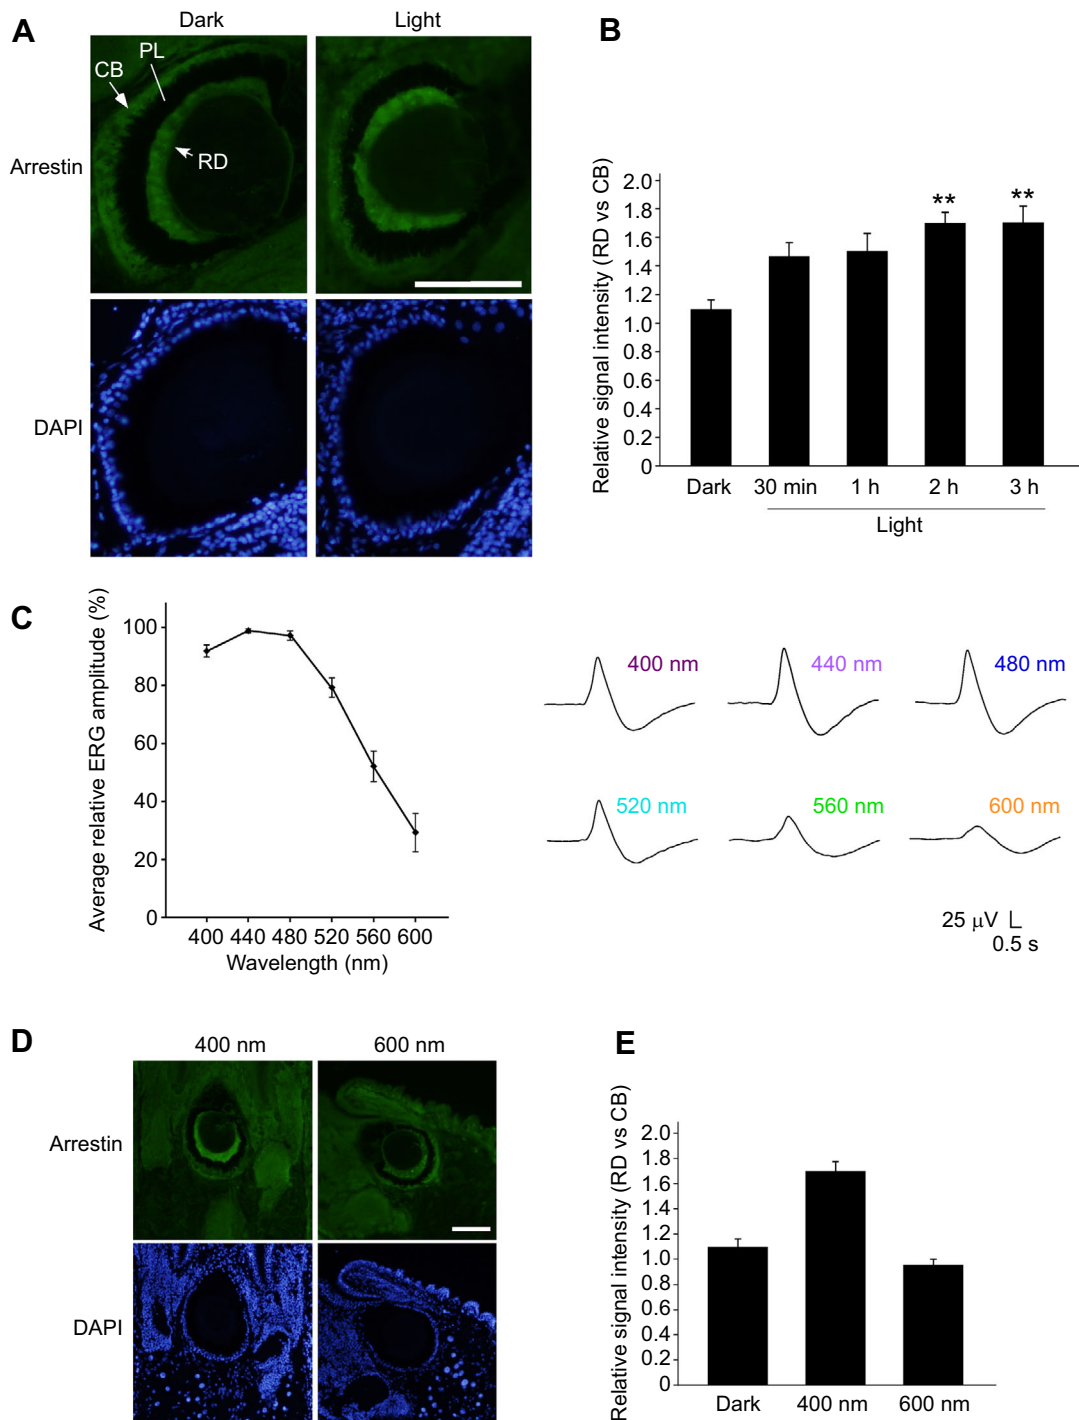 A
Dark
Light
Arrestin
CB
PL
RD
DAPI
B
Relative signal intensity (RD vs CB)
2.0
1.8
1.6
1.4
1.2
1.0
0.8
0.6
0.4
0.2
0
**
**
Dark
30 min
1 h
2 h
3 h
Light
C
Average relative ERG amplitude (%)
100
80
60
40
20
0
400 440 480 520 560 600
Wavelength (nm)
400 nm
440 nm
480 nm
520 nm
560 nm
600 nm
25 μV
0.5 s
D
400 nm
600 nm
Arrestin
DAPI
E
Relative signal intensity (RD vs CB)
2.0
1.8
1.6
1.4
1.2
1.0
0.8
0.6
0.4
0.2
0
Dark
400 nm
600 nm